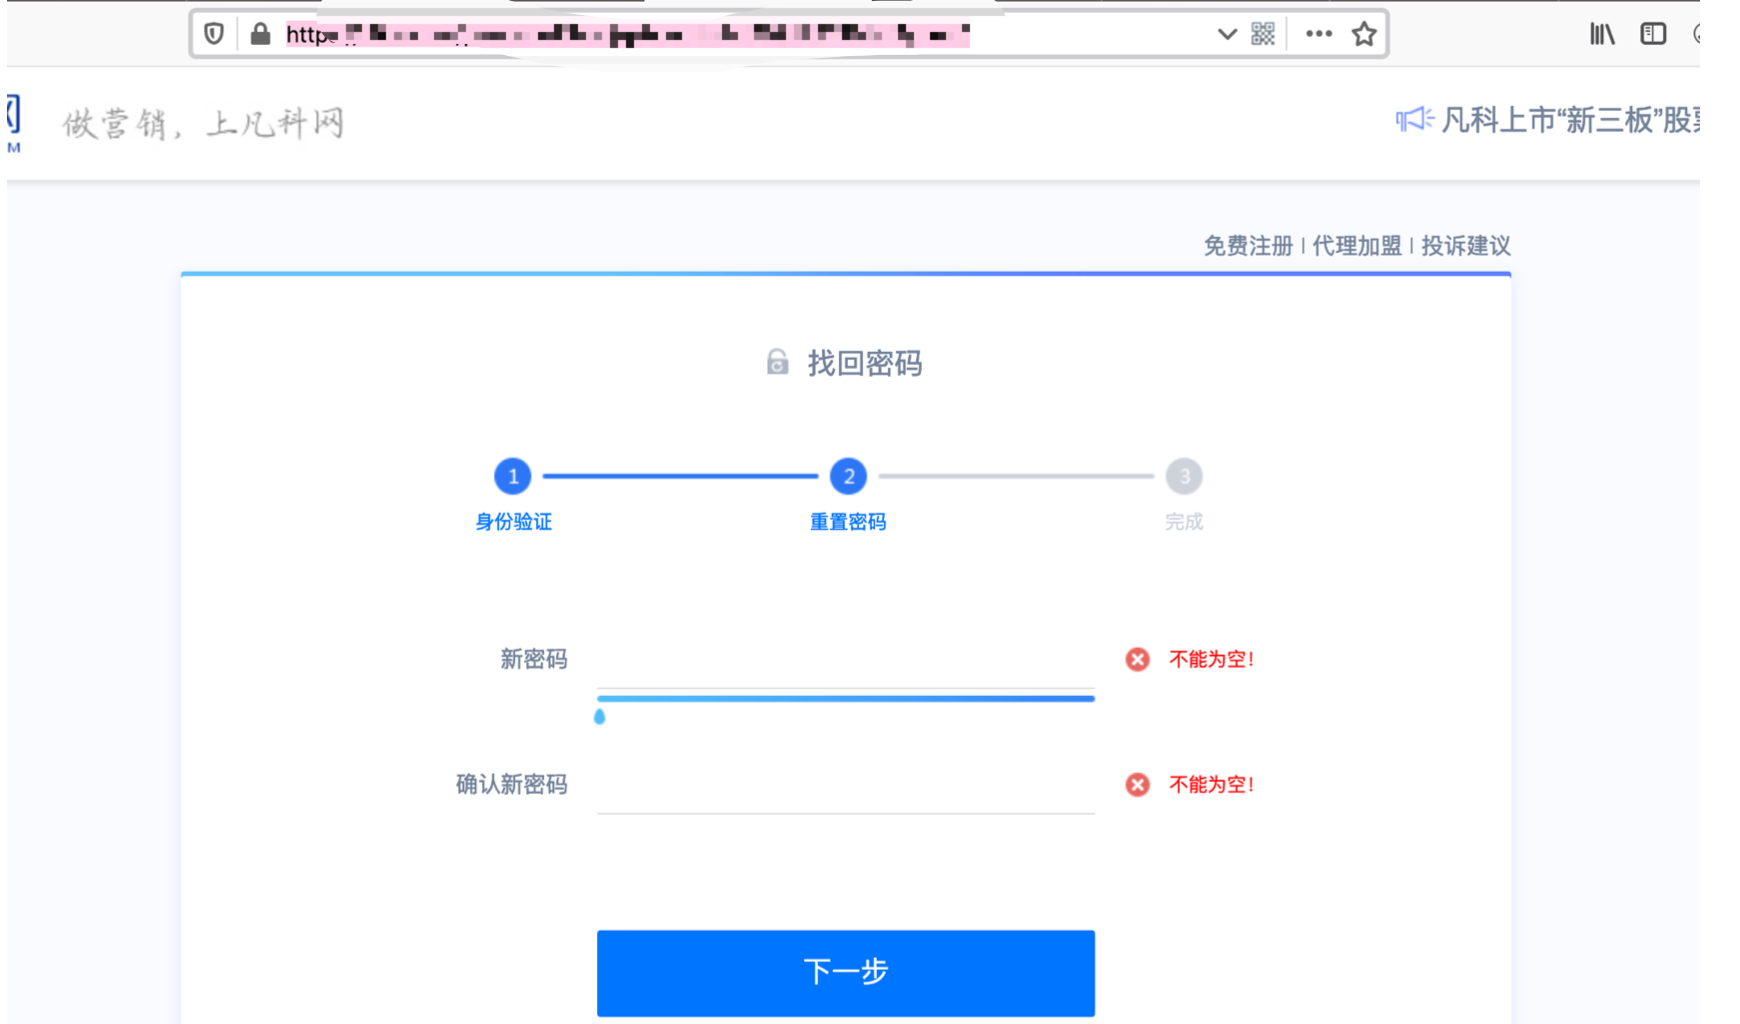 http
做营销，上凡科网
M
凡科上市“新三板”股
免费注册 | 代理加盟 | 投诉建议
找回密码
1
2
3
身份验证
重置密码
完成
新密码
不能为空！
确认新密码
不能为空！
下一步